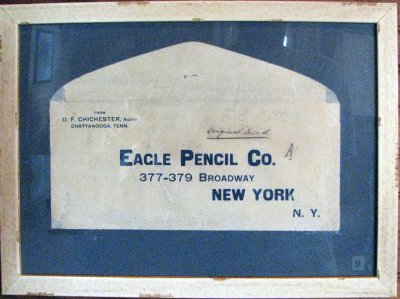 FROM
O. F. CHICHESTER, AGENT
CHATTANOOGA, TENN.
Original Deed
A
EAGLE PENCIL CO.
377-379 BROADWAY
NEW YORK
N. Y.